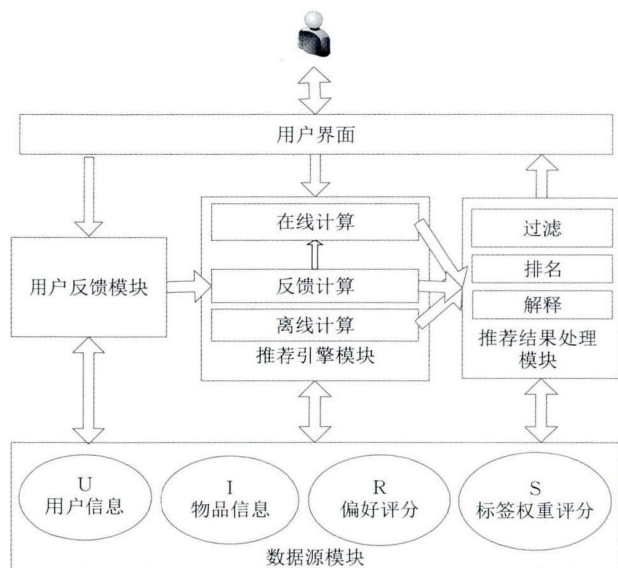 用户界面
用户反馈模块
在线计算
反馈计算
离线计算
推荐引擎模块
过滤
排名
解释
推荐结果处理
模块
U
用户信息
I
物品信息
R
偏好评分
S
标签权重评分
数据源模块